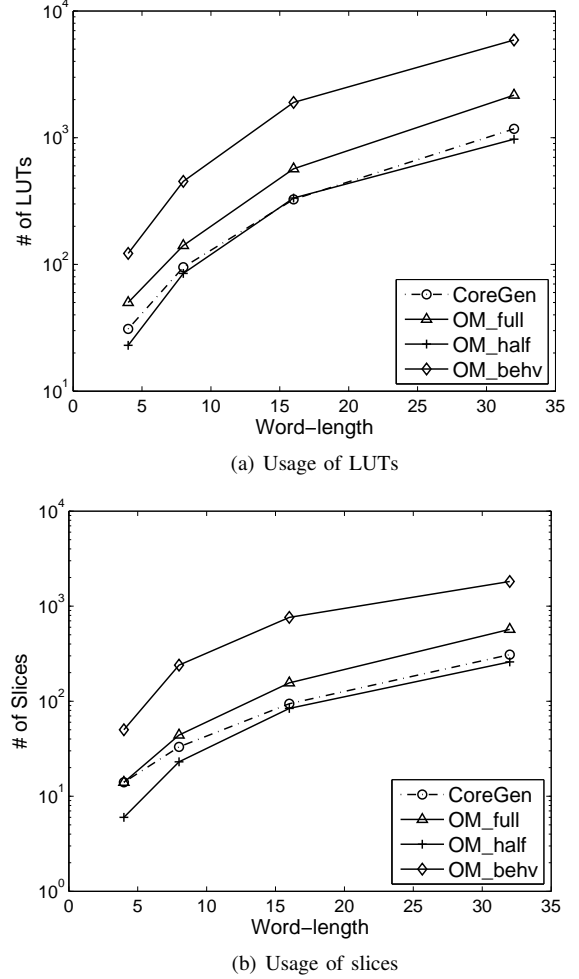 10^4
10^3
10^2
10^1
# of LUTs
0 5 10 15 20 25 30 35
Word-length
CoreGen
OM_full
OM_half
OM_behv
(a) Usage of LUTs
10^4
10^3
10^2
10^1
10^0
# of Slices
0 5 10 15 20 25 30 35
Word-length
CoreGen
OM_full
OM_half
OM_behv
(b) Usage of slices